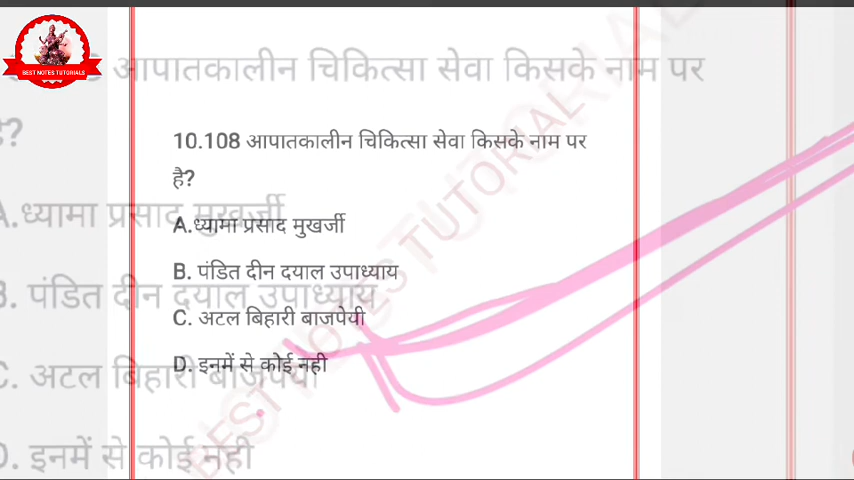 BEST NOTES TUTORIALS
आपातकालीन चिकित्सा सेवा किसके नाम पर
है?
10.108 आपातकालीन चिकित्सा सेवा किसके नाम पर
है?
A.ध्यामा प्रसाद मुखर्जी
A.ध्यामा प्रसाद मुखर्जी
B. पंडित दीन दयाल उपाध्याय
B. पंडित दीन दयाल उपाध्याय
C. अटल बिहारी बाजपेयी
C. अटल बिहारी बाजपेयी
D. इनमें से कोई नही
D. इनमें से कोई नही
BEST NOTES TUTORIAL